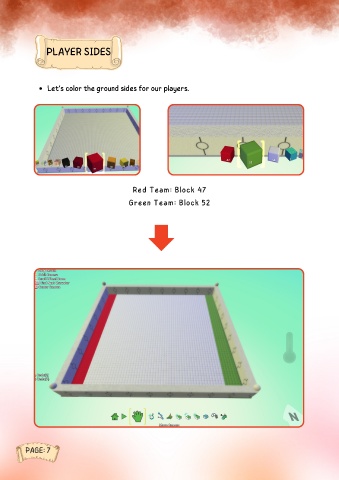 PLAYER SIDES
Let's color the ground sides for our players.
Red Team: Block 47
Green Team: Block 52
PAGE: 7